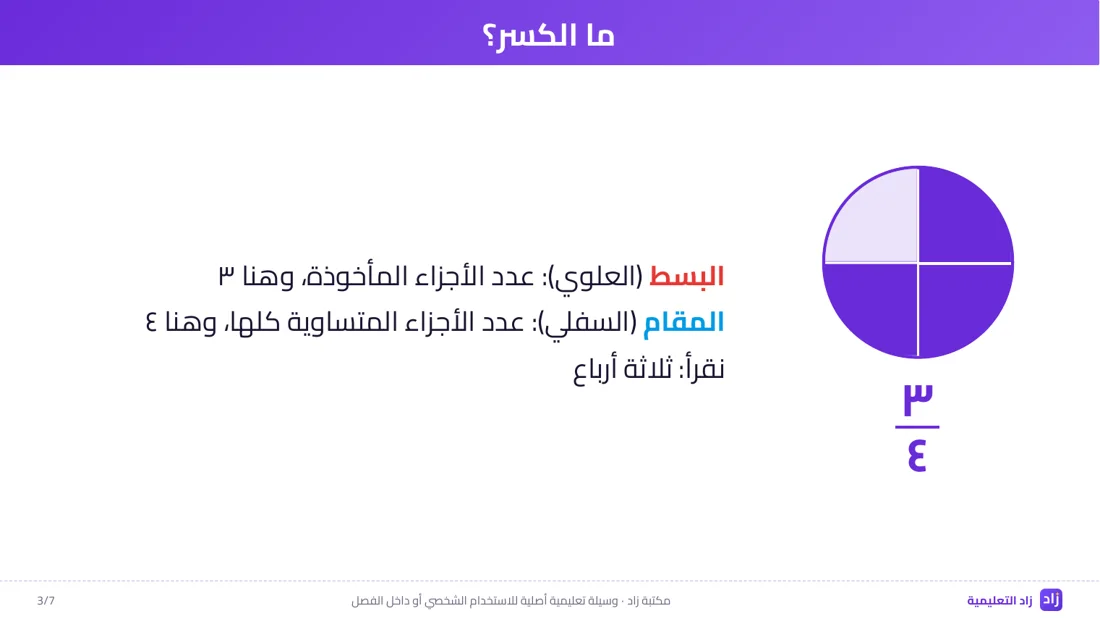 ما الكسر؟
٣
٤
البسط (العلوي): عدد الأجزاء المأخوذة، وهنا ٣
المقام (السفلي): عدد الأجزاء المتساوية كلها، وهنا ٤
نقرأ: ثلاثة أرباع
زاد زاد التعليمية
مكتبة زاد · وسيلة تعليمية أصلية للاستخدام الشخصي أو داخل الفصل
3/7